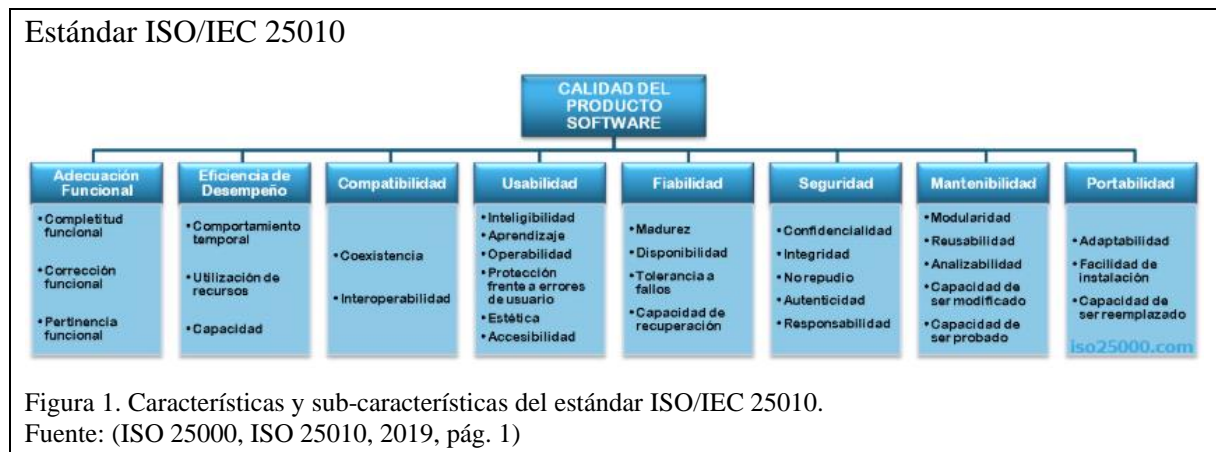 Estándar ISO/IEC 25010
CALIDAD DEL
PRODUCTO
SOFTWARE
Adecuación
Funcional
•Completitud
funcional
•Corrección
funcional
•Pertinencia
funcional
Eficiencia de
Desempeño
•Comportamiento
temporal
•Utilización de
recursos
•Capacidad
Compatibilidad
•Coexistencia
•Interoperabilidad
Usabilidad
•Inteligibilidad
•Aprendizaje
•Operabilidad
•Protección
frente a errores
de usuario
•Estética
•Accesibilidad
Fiabilidad
•Madurez
•Disponibilidad
•Tolerancia a
fallos
•Capacidad de
recuperación
Seguridad
•Confidencialidad
•Integridad
•No repudio
•Autenticidad
•Responsabilidad
Mantenibilidad
•Modularidad
•Reusabilidad
•Analizabilidad
•Capacidad de
ser modificado
•Capacidad de
ser probado
Portabilidad
•Adaptabilidad
•Facilidad de
instalación
•Capacidad de
ser reemplazado
iso25000.com
Figura 1. Características y sub-características del estándar ISO/IEC 25010.
Fuente: (ISO 25000, ISO 25010, 2019, pág. 1)